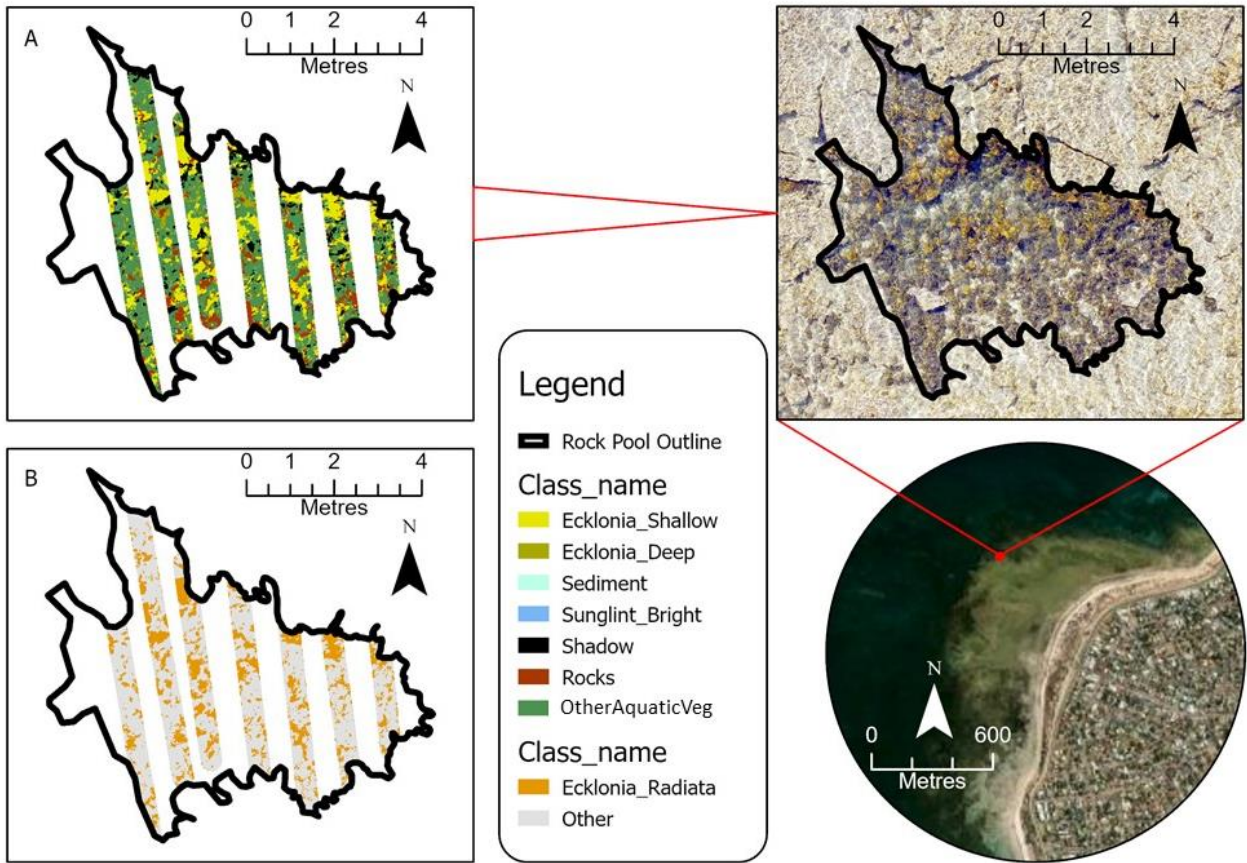 A
0 1 2 4
Metres
N
0 1 2 4
Metres
N
B
0 1 2 4
Metres
N
Legend
Rock Pool Outline
Class_name
Ecklonia_Shallow
Ecklonia_Deep
Sediment
Sunglint_Bright
Shadow
Rocks
OtherAquaticVeg
Class_name
Ecklonia_Radiata
Other
N
0 600
Metres